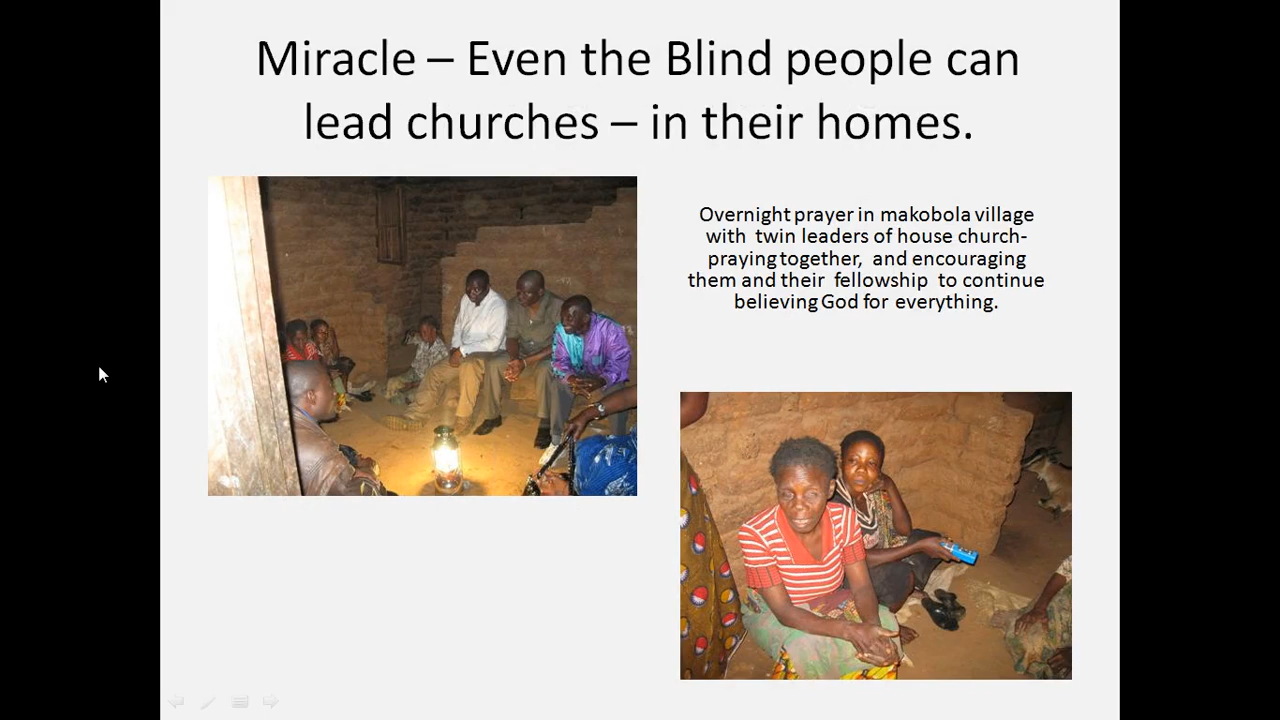 Miracle – Even the Blind people can
lead churches – in their homes.
Overnight prayer in makobola village
with twin leaders of house church-
praying together, and encouraging
them and their fellowship to continue
believing God for everything.